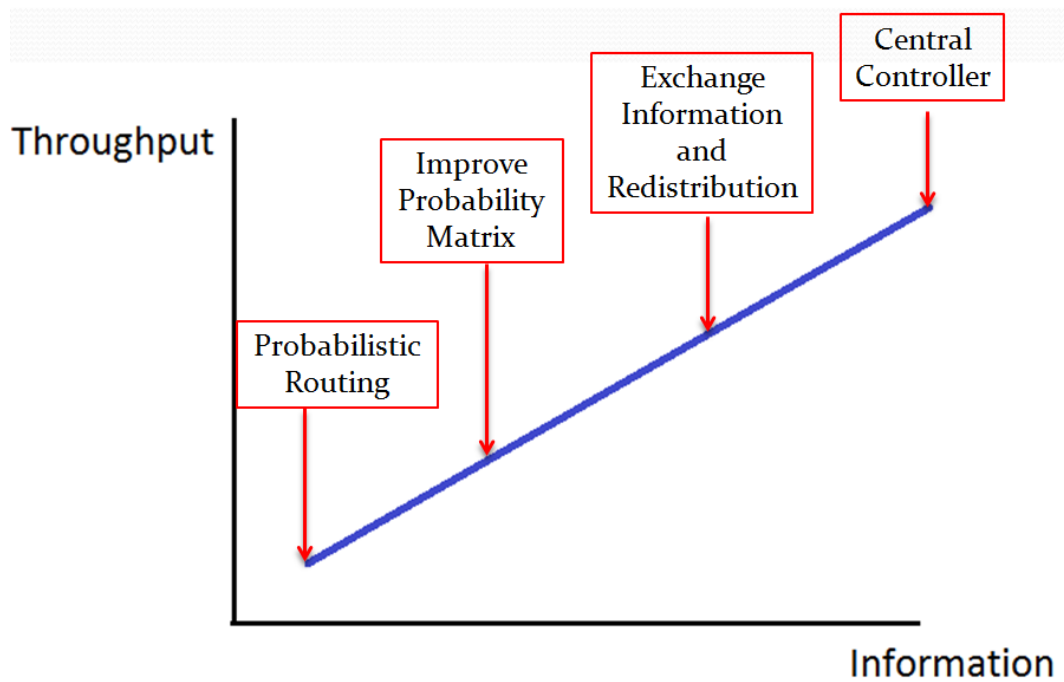 Central
Controller
Exchange
Information
and
Redistribution
Throughput
Improve
Probability
Matrix
Probabilistic
Routing
Information